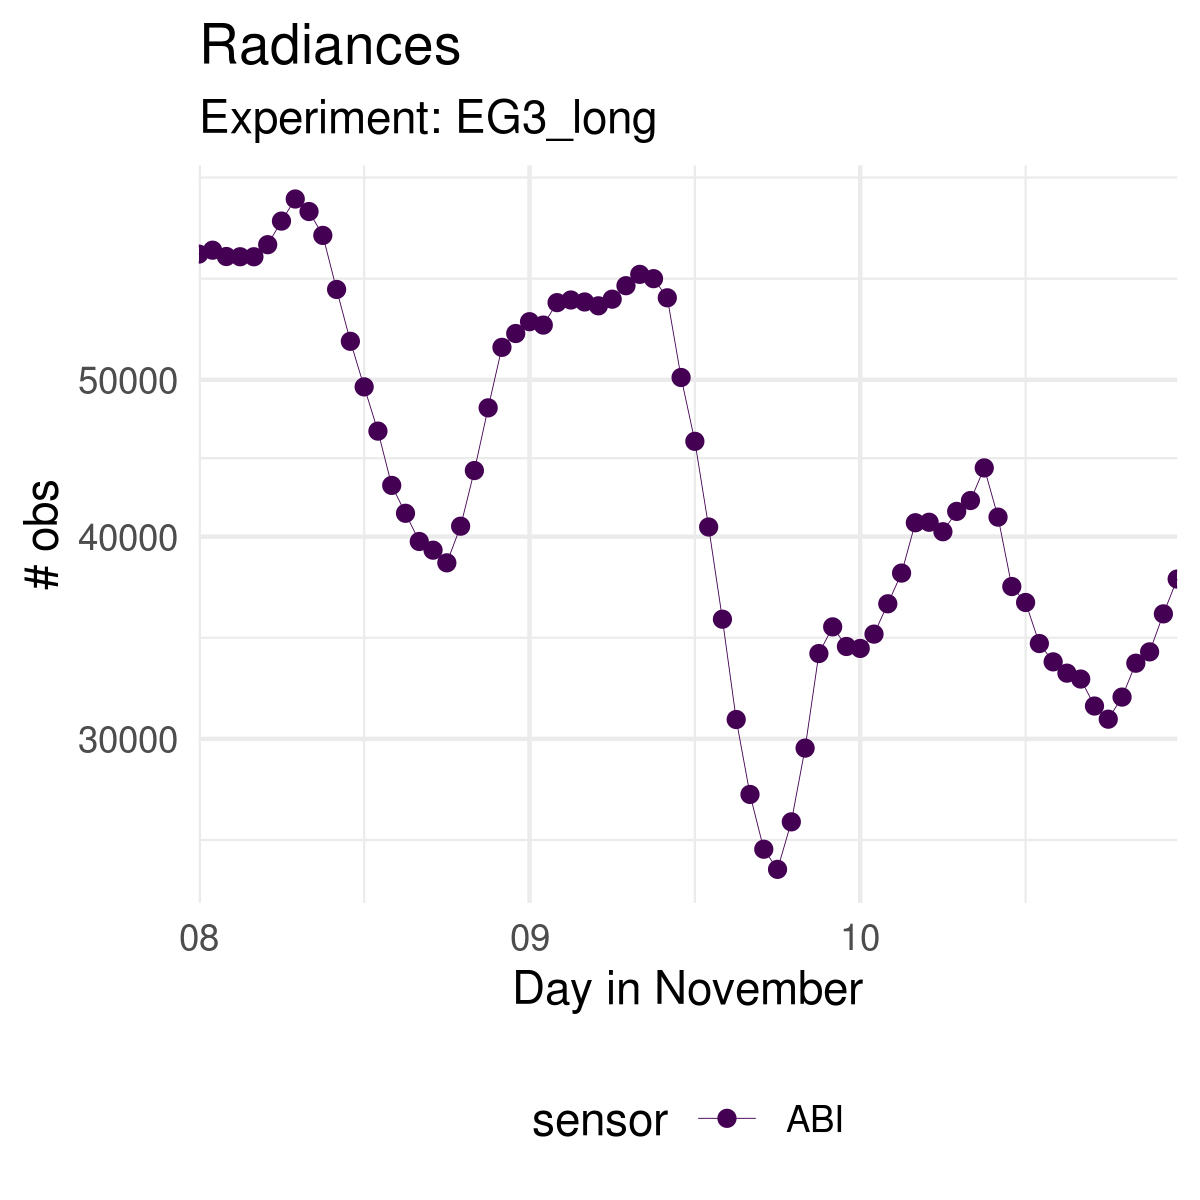 Radiances
Experiment: EG3_long
# obs
50000
40000
30000
08 09 10
Day in November
sensor ABI